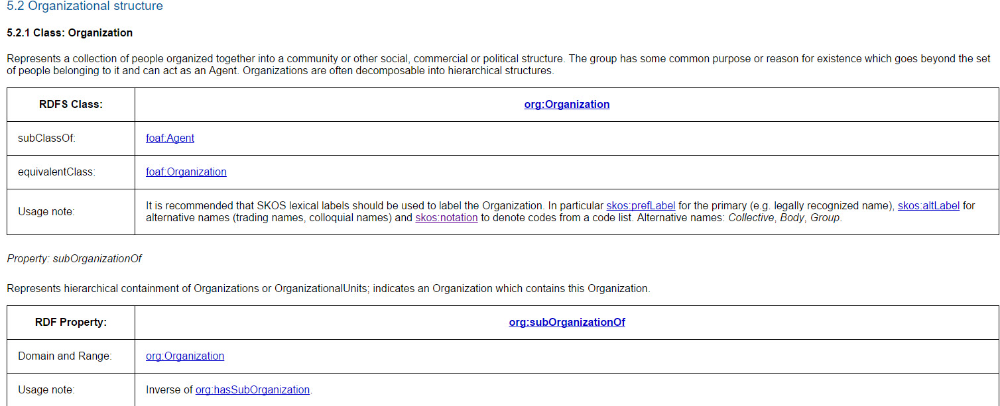 5.2 Organizational structure
5.2.1 Class: Organization
Represents a collection of people organized together into a community or other social, commercial or political structure. The group has some common purpose or reason for existence which goes beyond the set
of people belonging to it and can act as an Agent. Organizations are often decomposable into hierarchical structures.
RDFS Class: org:Organization
subClassOf: foaf:Agent
equivalentClass: foaf:Organization
Usage note: It is recommended that SKOS lexical labels should be used to label the Organization. In particular skos:prefLabel for the primary (e.g. legally recognized name), skos:altLabel for
alternative names (trading names, colloquial names) and skos:notation to denote codes from a code list. Alternative names: Collective, Body, Group.
Property: subOrganizationOf
Represents hierarchical containment of Organizations or OrganizationalUnits; indicates an Organization which contains this Organization.
RDF Property: org:subOrganizationOf
Domain and Range: org:Organization
Usage note: Inverse of org:hasSubOrganization.